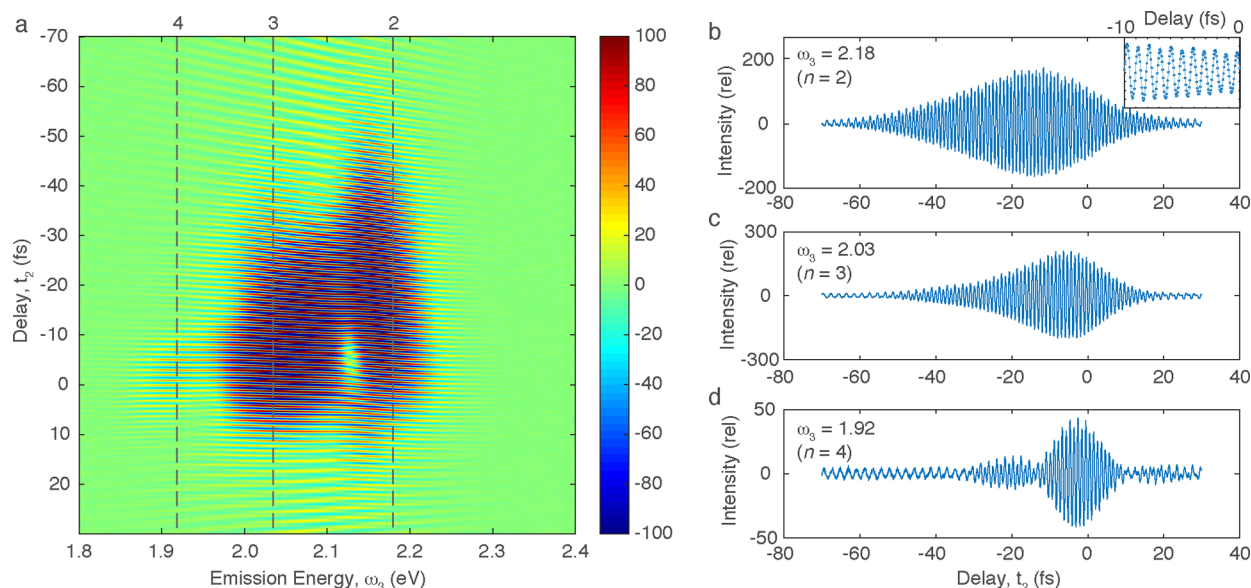 a
4 3 2
-70
-60
-50
-40
-30
-20
-10
0
10
20
Delay, t2 (fs)
1.8 1.9 2.0 2.1 2.2 2.3 2.4
Emission Energy, ω3 (eV)
100
80
60
40
20
0
-20
-40
-60
-80
-100
b
ω3 = 2.18
(n = 2)
Delay (fs)
-10 0
Intensity (rel)
200
0
-200
-80 -60 -40 -20 0 20 40
c
ω3 = 2.03
(n = 3)
Intensity (rel)
300
0
-300
-80 -60 -40 -20 0 20 40
d
ω3 = 1.92
(n = 4)
Intensity (rel)
50
0
-50
-80 -60 -40 -20 0 20 40
Delay, t2 (fs)